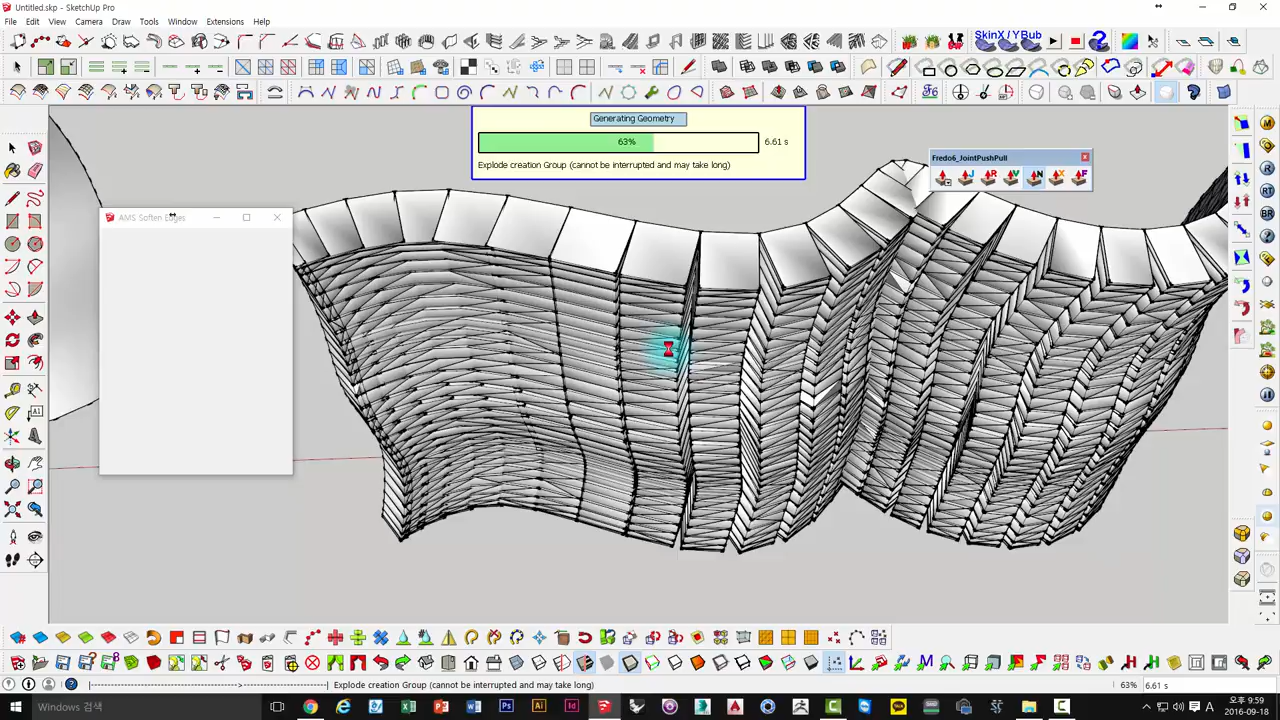 Untitled.skp - SketchUp Pro
File Edit View Camera Draw Tools Window Extensions Help
SkinX / YBub
F6
Generating Geometry
63% 6.61 s
Explode creation Group (cannot be interrupted and may take long)
Fredo6_JointPushPull
J R V N X F
AMS Soften Edges
Explode creation Group (cannot be interrupted and may take long)
63% 6.61 s
Windows 검색
오후 9:59
2016-09-18